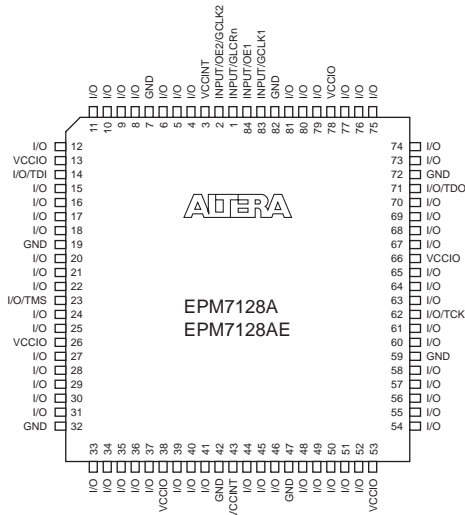 I/O
I/O
I/O
I/O
GND
I/O
I/O
I/O
VCCINT
INPUT/OE2/GCLK2
INPUT/GLCRn
INPUT/OE1
INPUT/GCLK1
GND
I/O
I/O
I/O
VCCIO
I/O
I/O
I/O
11 10 9 8 7 6 5 4 3 2 1 84 83 82 81 80 79 78 77 76 75
I/O 12
VCCIO 13
I/O/TDI 14
I/O 15
I/O 16
I/O 17
I/O 18
GND 19
I/O 20
I/O 21
I/O 22
I/O/TMS 23
I/O 24
I/O 25
VCCIO 26
I/O 27
I/O 28
I/O 29
I/O 30
I/O 31
GND 32
ALTERA
EPM7128A
EPM7128AE
74 I/O
73 I/O
72 GND
71 I/O/TDO
70 I/O
69 I/O
68 I/O
67 I/O
66 VCCIO
65 I/O
64 I/O
63 I/O
62 I/O/TCK
61 I/O
60 I/O
59 GND
58 I/O
57 I/O
56 I/O
55 I/O
54 I/O
33 34 35 36 37 38 39 40 41 42 43 44 45 46 47 48 49 50 51 52 53
I/O
I/O
I/O
I/O
I/O
VCCIO
I/O
I/O
I/O
GND
VCCINT
I/O
I/O
I/O
GND
I/O
I/O
I/O
I/O
I/O
VCCIO